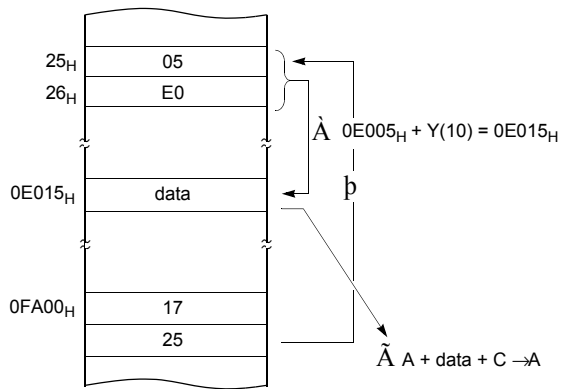 25H 05
26H E0
À 0E005H + Y(10) = 0E015H
0E015H data
þ
0FA00H 17
25
Ã A + data + C →A